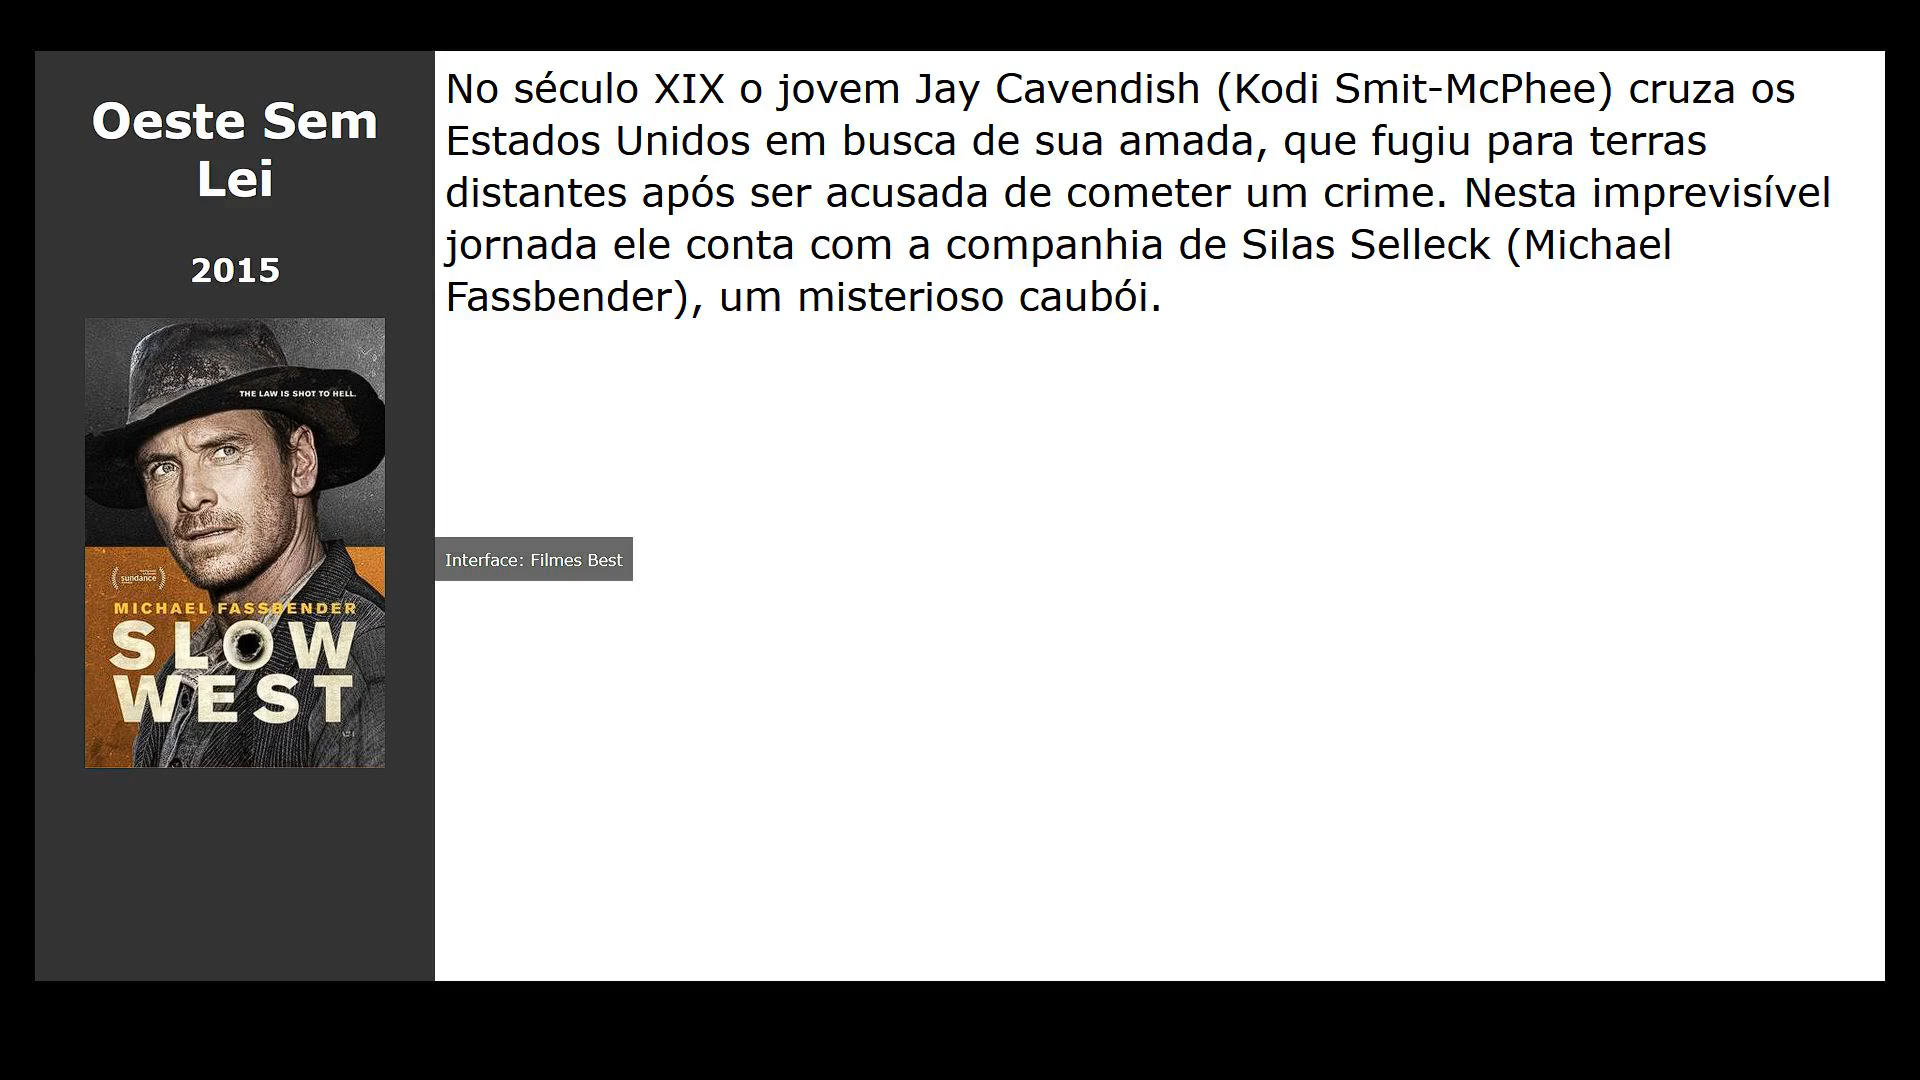 Oeste Sem
Lei
2015
THE LAW IS SHOT TO HELL.
sundance
MICHAEL FASSBENDER
SLOW
WEST
No século XIX o jovem Jay Cavendish (Kodi Smit-McPhee) cruza os
Estados Unidos em busca de sua amada, que fugiu para terras
distantes após ser acusada de cometer um crime. Nesta imprevisível
jornada ele conta com a companhia de Silas Selleck (Michael
Fassbender), um misterioso caubói.
Interface: Filmes Best